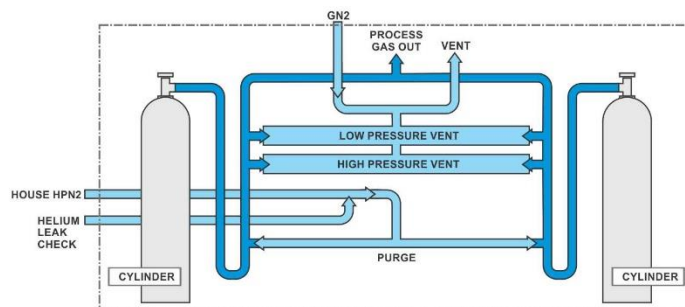 GN2
PROCESS
GAS OUT
VENT
LOW PRESSURE VENT
HIGH PRESSURE VENT
HOUSE HPN2
HELIUM
LEAK
CHECK
PURGE
CYLINDER
CYLINDER